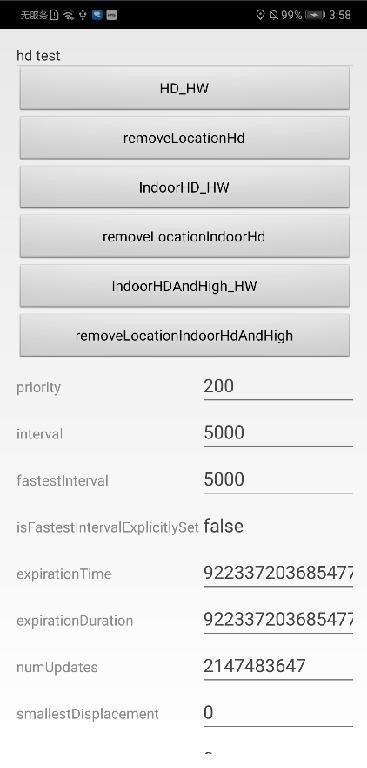 无服务 99% 3:58
hd test
HD_HW
removeLocationHd
IndoorHD_HW
removeLocationIndoorHd
IndoorHDAndHigh_HW
removeLocationIndoorHdAndHigh
priority 200
interval 5000
fastestInterval 5000
isFastestIntervalExplicitlySet false
expirationTime 922337203685477
expirationDuration 922337203685477
numUpdates 2147483647
smallestDisplacement 0